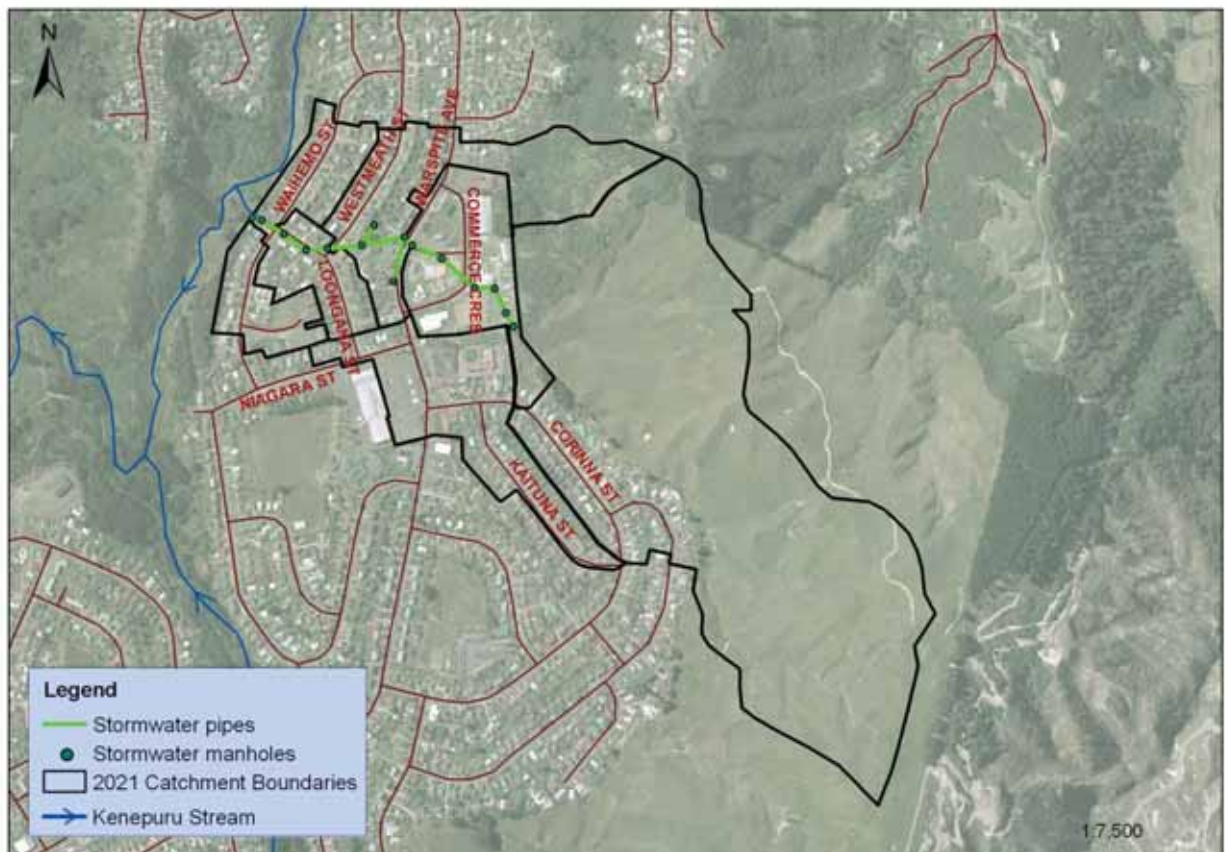 N
WAIHEMO ST
WESTMEATH ST
WARSPITE AVE
COMMERCE CRES
LOONGANA ST
NIAGARA ST
CORINNA ST
KAITUNA ST
Legend
Stormwater pipes
Stormwater manholes
2021 Catchment Boundaries
Kenepuru Stream
1:7,500